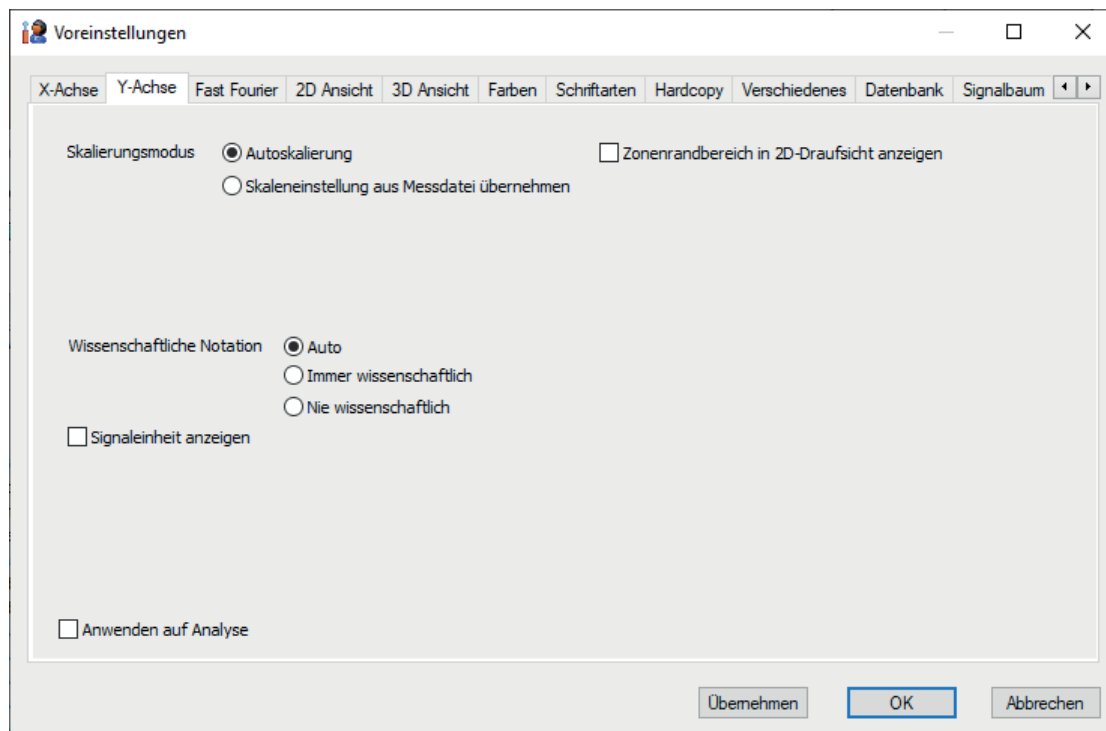 Voreinstellungen
X-Achse Y-Achse Fast Fourier 2D Ansicht 3D Ansicht Farben Schriftarten Hardcopy Verschiedenes Datenbank Signalbaum
Skalierungsmodus Autoskalierung Zonenrandbereich in 2D-Draufsicht anzeigen
Skaleneinstellung aus Messdatei übernehmen
Wissenschaftliche Notation Auto
Immer wissenschaftlich
Nie wissenschaftlich
Signaleinheit anzeigen
Anwenden auf Analyse
Übernehmen OK Abbrechen